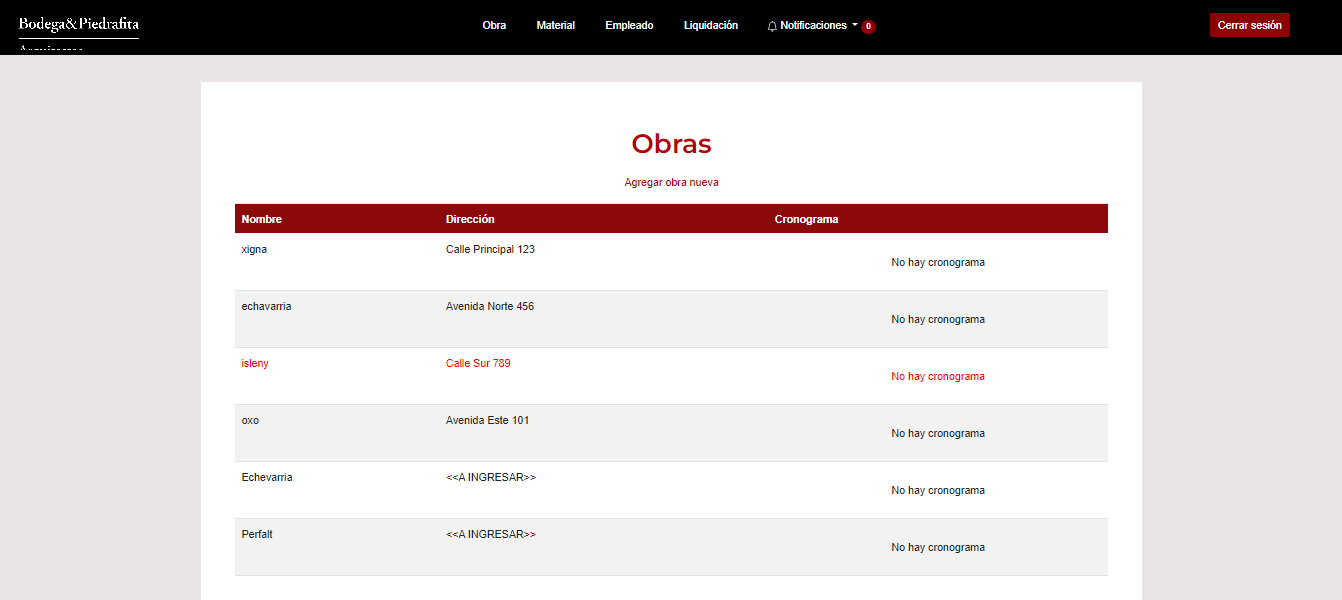 Bodega&Piedrafita
Obra Material Empleado Liquidación Notificaciones 0 Cerrar sesión
Obras
Agregar obra nueva
Nombre Dirección Cronograma
xigna Calle Principal 123 No hay cronograma
echavarria Avenida Norte 456 No hay cronograma
isleny Calle Sur 789 No hay cronograma
oxo Avenida Este 101 No hay cronograma
Echevarria <<A INGRESAR>> No hay cronograma
Perfalt <<A INGRESAR>> No hay cronograma